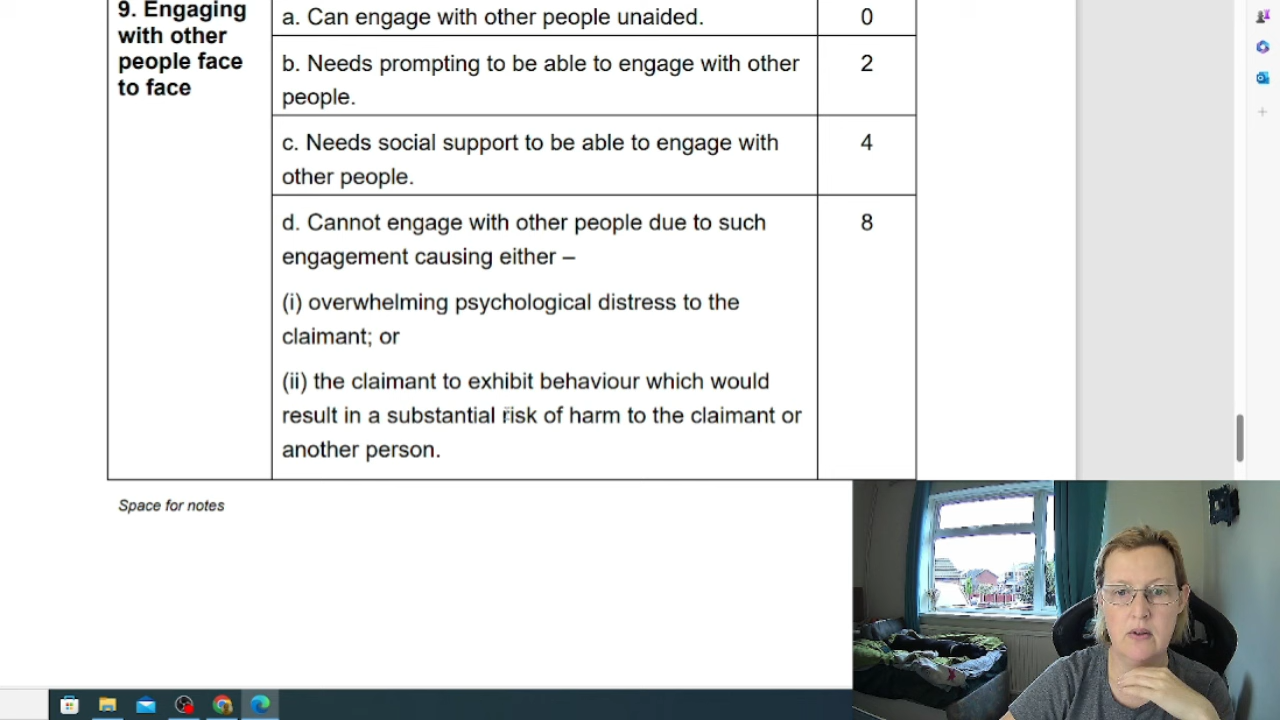 9. Engaging
with other
people face
to face
a. Can engage with other people unaided.
0
b. Needs prompting to be able to engage with other
people.
2
c. Needs social support to be able to engage with
other people.
4
d. Cannot engage with other people due to such
engagement causing either –
8
(i) overwhelming psychological distress to the
claimant; or
(ii) the claimant to exhibit behaviour which would
result in a substantial risk of harm to the claimant or
another person.
Space for notes